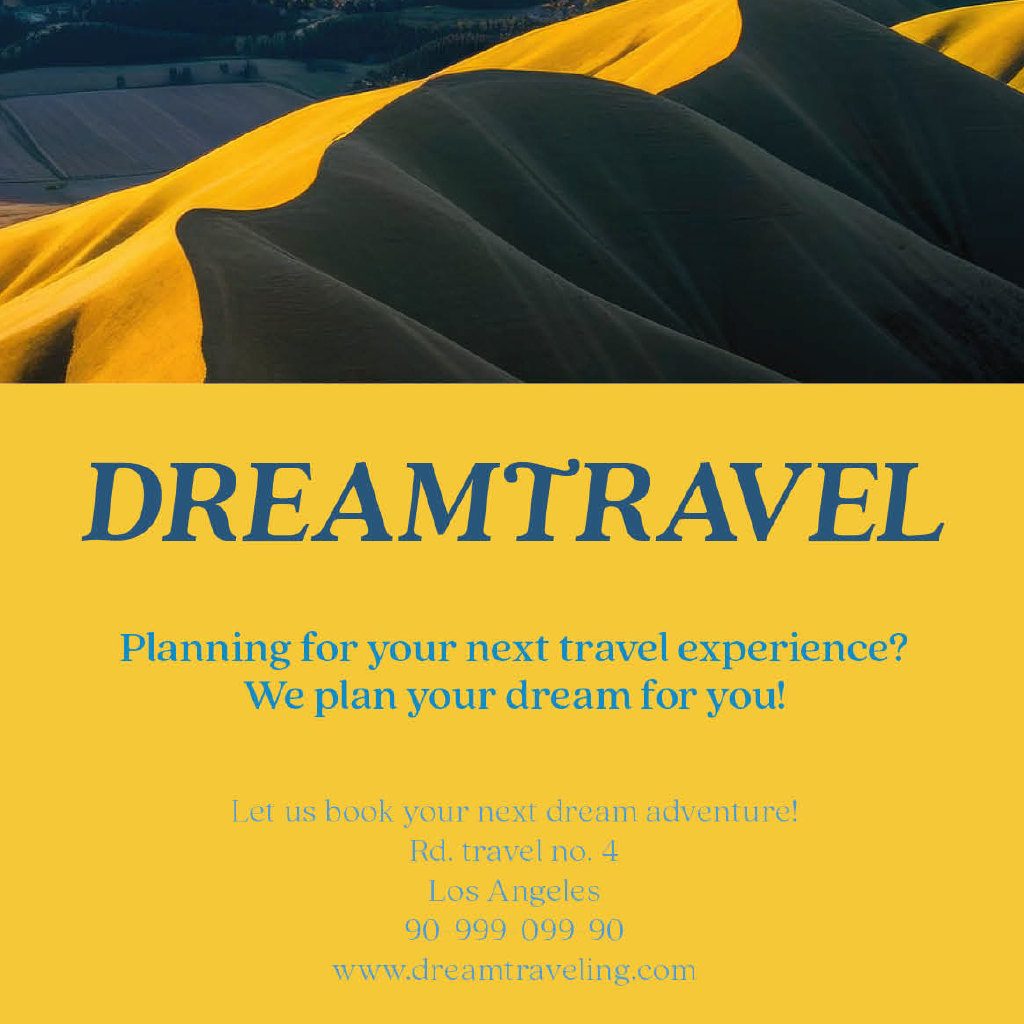 DREAMTRAVEL
Planning for your next travel experience?
We plan your dream for you!
Let us book your next dream adventure!
Rd. travel no. 4
Los Angeles
90-999-099-90
www.dreamtraveling.com